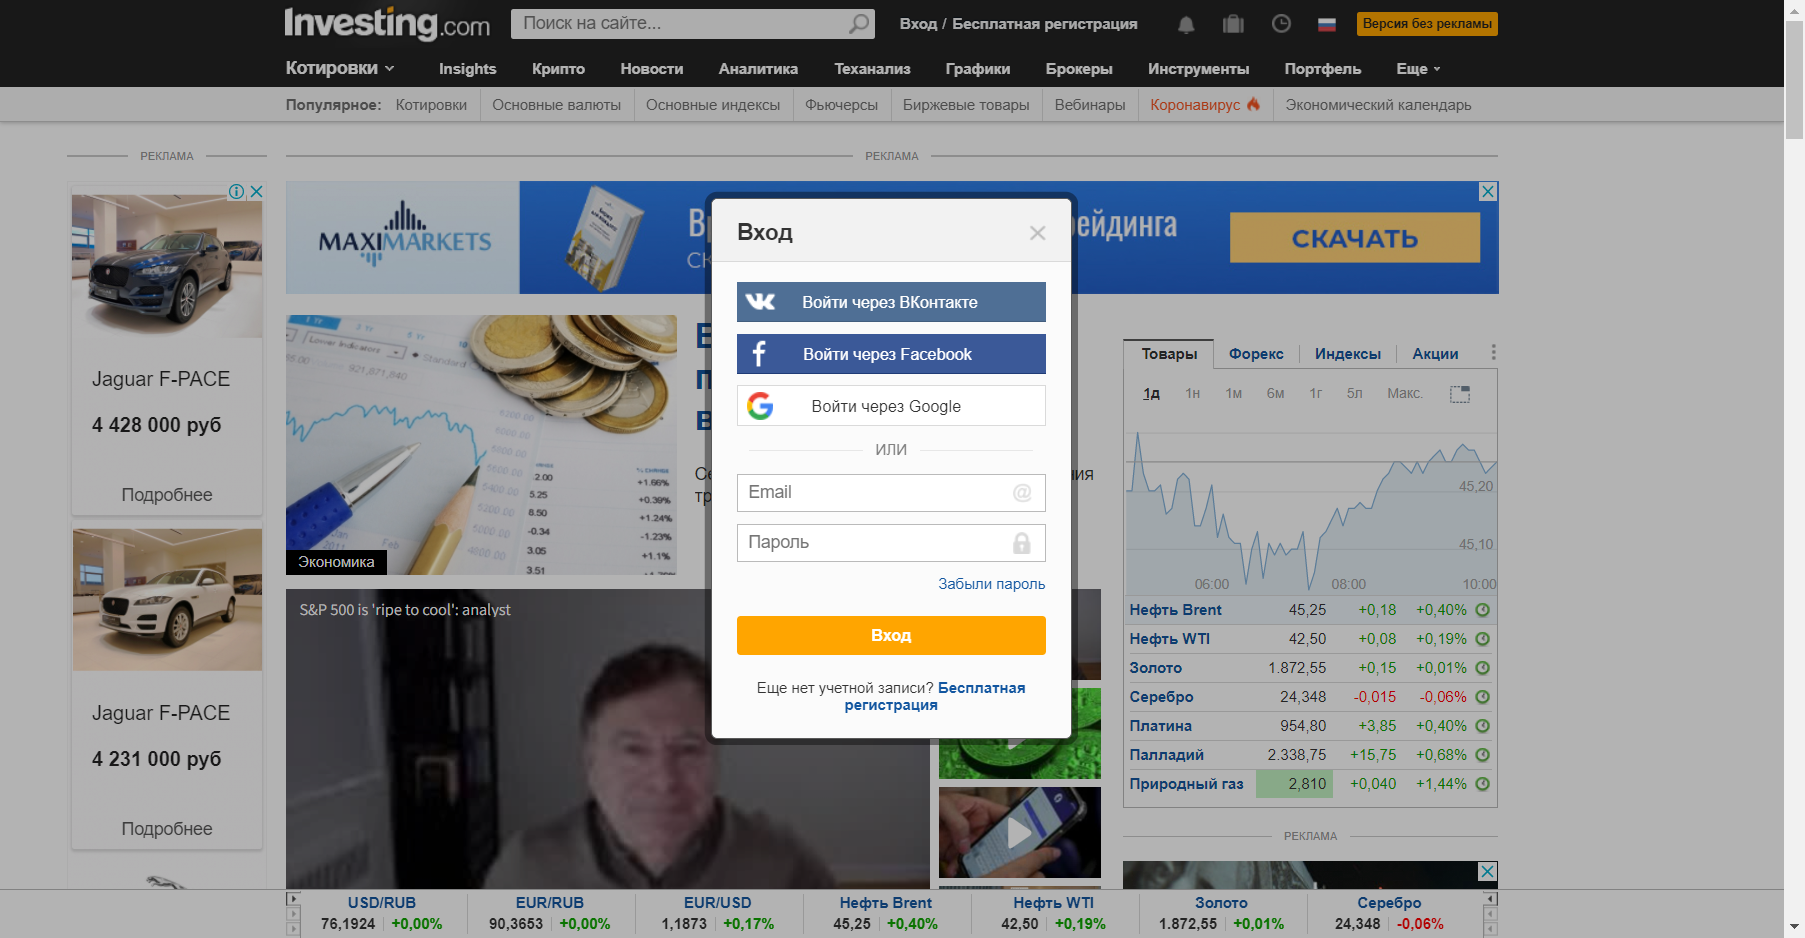 Investing.com
Поиск на сайте...
Вход / Бесплатная регистрация
Версия без рекламы
Котировки
Insights
Крипто
Новости
Аналитика
Теханализ
Графики
Брокеры
Инструменты
Портфель
Еще
Популярное:
Котировки
Основные валюты
Основные индексы
Фьючерсы
Биржевые товары
Вебинары
Коронавирус
Экономический календарь
РЕКЛАМА
РЕКЛАМА
Jaguar F-PACE
4 428 000 руб
Подробнее
Jaguar F-PACE
4 231 000 руб
Подробнее
MAXIMARKETS
СКАЧАТЬ
Экономика
S&P 500 is 'ripe to cool': analyst
Вход
Войти через ВКонтакте
Войти через Facebook
Войти через Google
ИЛИ
Email
Пароль
Забыли пароль
Вход
Еще нет учетной записи? Бесплатная
регистрация
Товары
Форекс
Индексы
Акции
1д 1н 1м 6м 1г 5л Макс.
45,20
45,10
06:00 08:00 10:00
Нефть Brent 45,25 +0,18 +0,40%
Нефть WTI 42,50 +0,08 +0,19%
Золото 1.872,55 +0,15 +0,01%
Серебро 24,348 -0,015 -0,06%
Платина 954,80 +3,85 +0,40%
Палладий 2.338,75 +15,75 +0,68%
Природный газ 2,810 +0,040 +1,44%
РЕКЛАМА
USD/RUB
76,1924 +0,00%
EUR/RUB
90,3653 +0,00%
EUR/USD
1,1873 +0,17%
Нефть Brent
45,25 +0,40%
Нефть WTI
42,50 +0,19%
Золото
1.872,55 +0,01%
Серебро
24,348 -0,06%